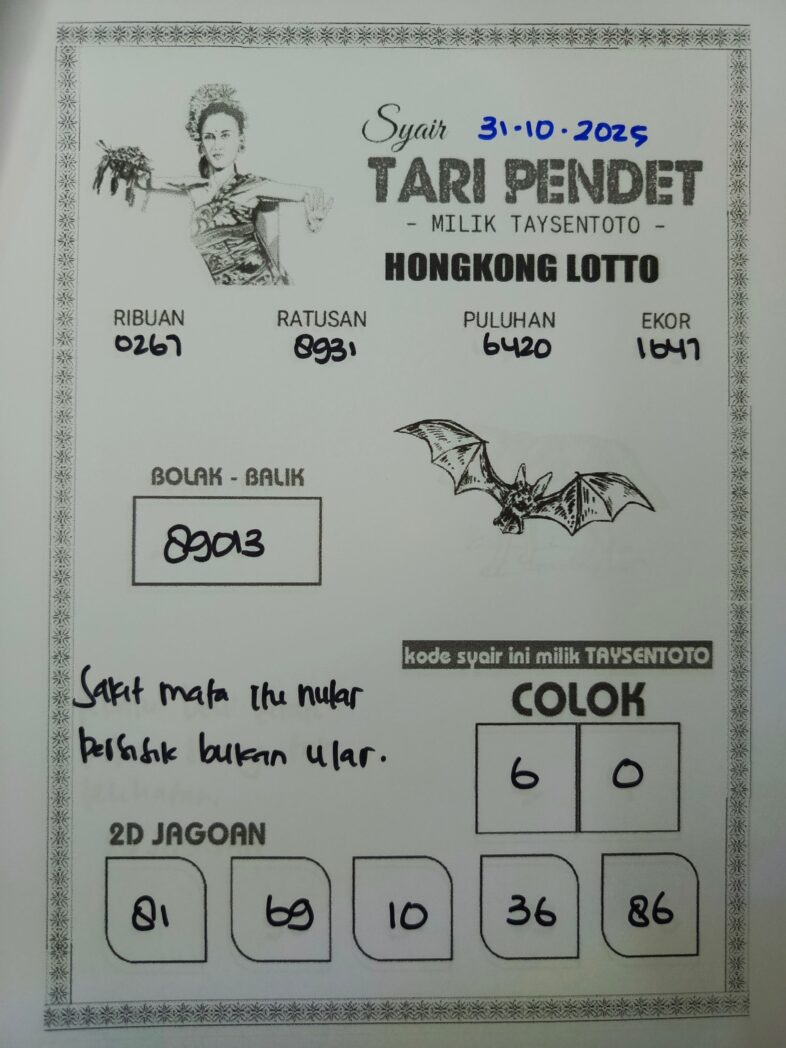 Syair 31-10-2025
TARI PENDET
- MILIK TAYSENTOTO -
HONGKONG LOTTO
RIBUAN RATUSAN PULUHAN EKOR
0267 8931 6420 1647
BOLAK - BALIK
89013
kode syair ini milik TAYSENTOTO
Sakit mata itu nular
bersisik bukan ular.
COLOK
6 0
2D JAGOAN
81 69 10 36 86